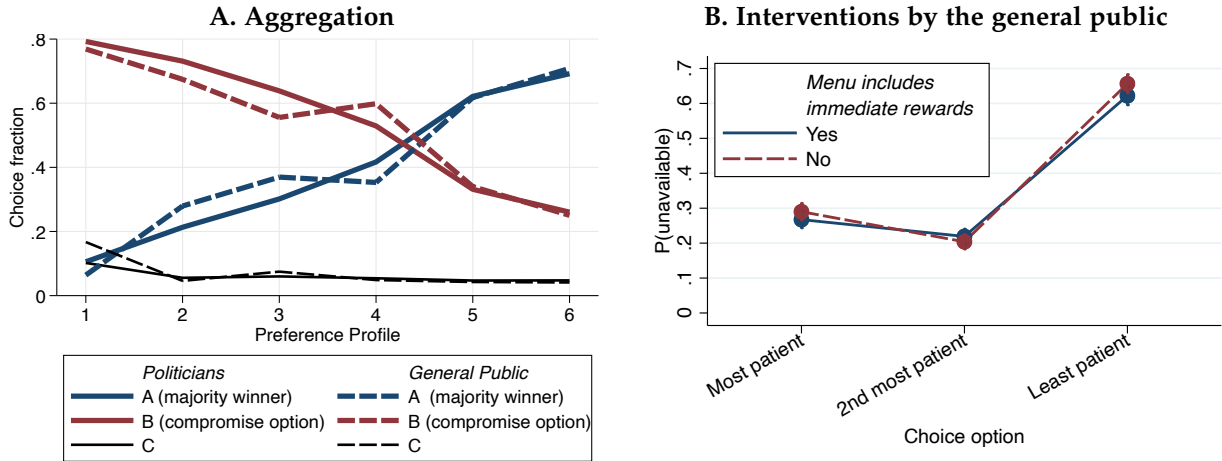 A. Aggregation
Choice fraction
.8
.6
.4
.2
0
1 2 3 4 5 6
Preference Profile
Politicians General Public
A (majority winner) A (majority winner)
B (compromise option) B (compromise option)
C C
B. Interventions by the general public
P(unavailable)
.7
.6
.5
.4
.3
.2
.1
0
Menu includes
immediate rewards
Yes
No
Most patient
2nd most patient
Least patient
Choice option